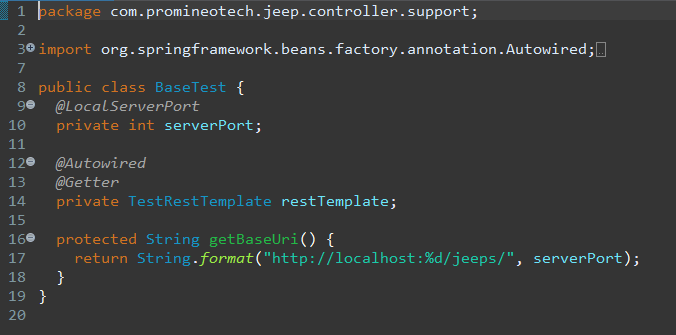 1 package com.promineotech.jeep.controller.support;
2
3 import org.springframework.beans.factory.annotation.Autowired;
7
8 public class BaseTest {
9 @LocalServerPort
10 private int serverPort;
11
12 @Autowired
13 @Getter
14 private TestRestTemplate restTemplate;
15
16 protected String getBaseUri() {
17 return String.format("http://localhost:%d/jeeps/", serverPort);
18 }
19 }
20